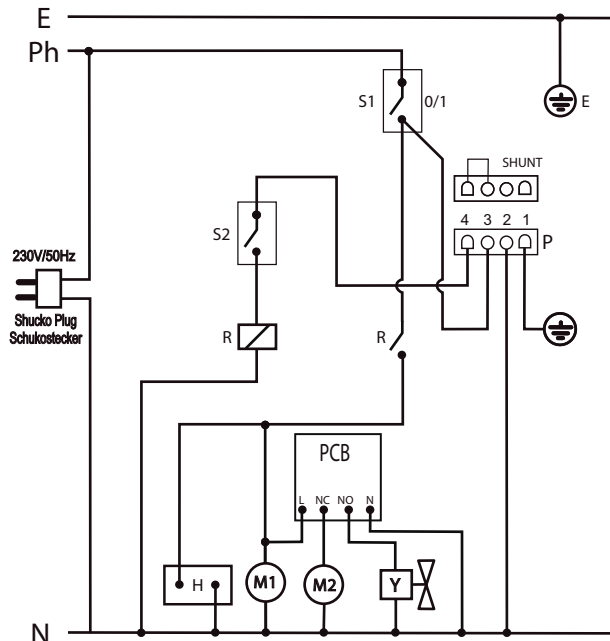 E
Ph
S1 0/1
E
SHUNT
4 3 2 1
P
S2
230V/50Hz
Shucko Plug
Schukostecker
R
R
PCB
L NC NO N
H
M1
M2
Y
N